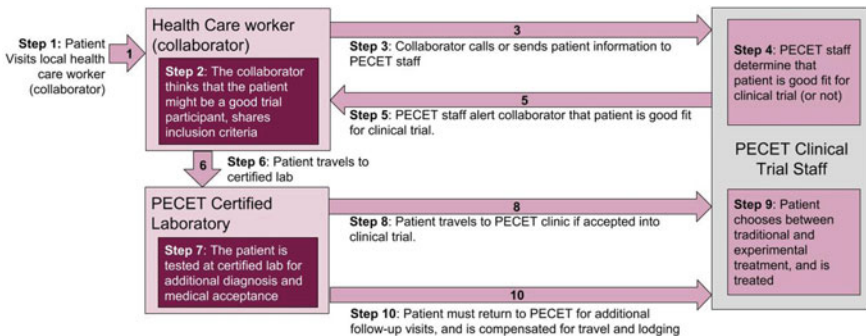 Step 1: Patient
Visits local health
care worker
(collaborator)
1
Health Care worker
(collaborator)
Step 2: The collaborator
thinks that the patient
might be a good trial
participant, shares
inclusion criteria
3
Step 3: Collaborator calls or sends patient information to
PECET staff
5
Step 5: PECET staff alert collaborator that patient is good fit
for clinical trial.
Step 4: PECET staff
determine that
patient is good fit for
clinical trial (or not)
PECET Clinical
Trial Staff
6
Step 6: Patient travels to
certified lab
PECET Certified
Laboratory
Step 7: The patient is
tested at certified lab for
additional diagnosis and
medical acceptance
8
Step 8: Patient travels to PECET clinic if accepted into
clinical trial.
Step 9: Patient
chooses between
traditional and
experimental
treatment, and is
treated
10
Step 10: Patient must return to PECET for additional
follow-up visits, and is compensated for travel and lodging